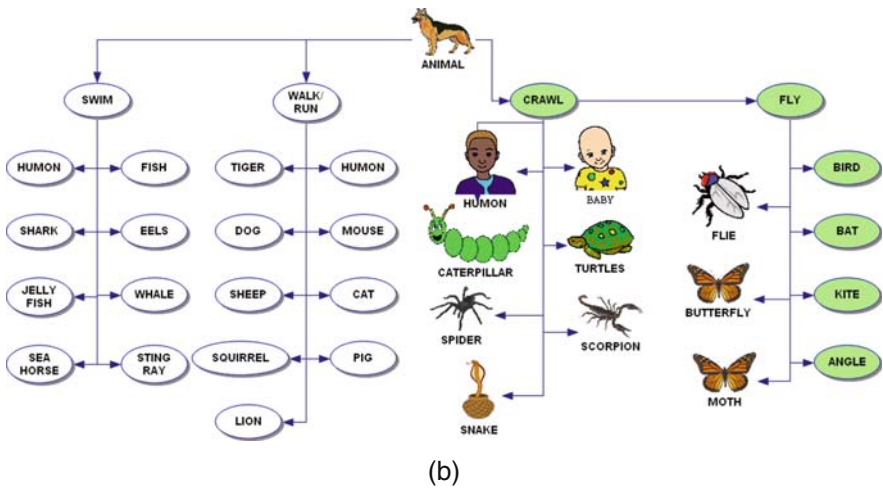 ANIMAL
SWIM
WALK/
RUN
CRAWL
FLY
HUMON
FISH
TIGER
HUMON
HUMON
BABY
BIRD
SHARK
EELS
DOG
MOUSE
CATERPILLAR
TURTLES
FLIE
BAT
JELLY
FISH
WHALE
SHEEP
CAT
SPIDER
SCORPION
BUTTERFLY
KITE
SEA
HORSE
STING
RAY
SQUIRREL
PIG
SNAKE
MOTH
ANGLE
LION
(b)